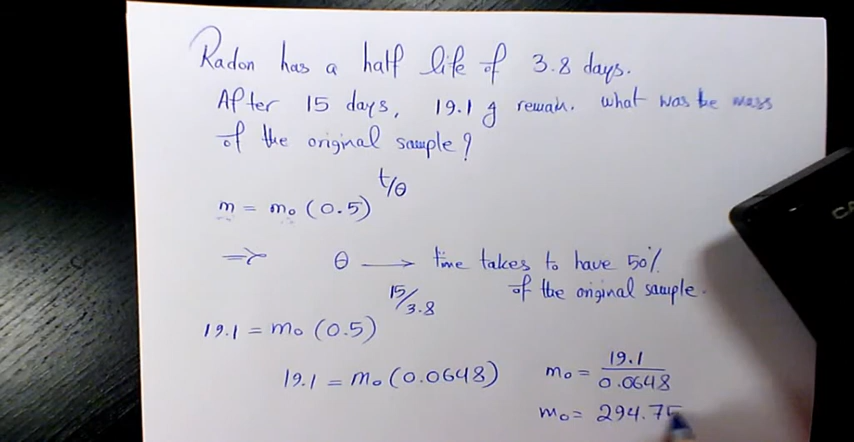 Radon has a half life of 3.8 days.
After 15 days, 19.1 g remain. What was the mass
of the original sample?
m = m₀ (0.5)^(t/θ)
=> θ → time takes to have 50%
of the original sample.
19.1 = m₀ (0.5)^(15/3.8)
19.1 = m₀ (0.0648)
m₀ = 19.1/0.0648
m₀ = 294.75
CA